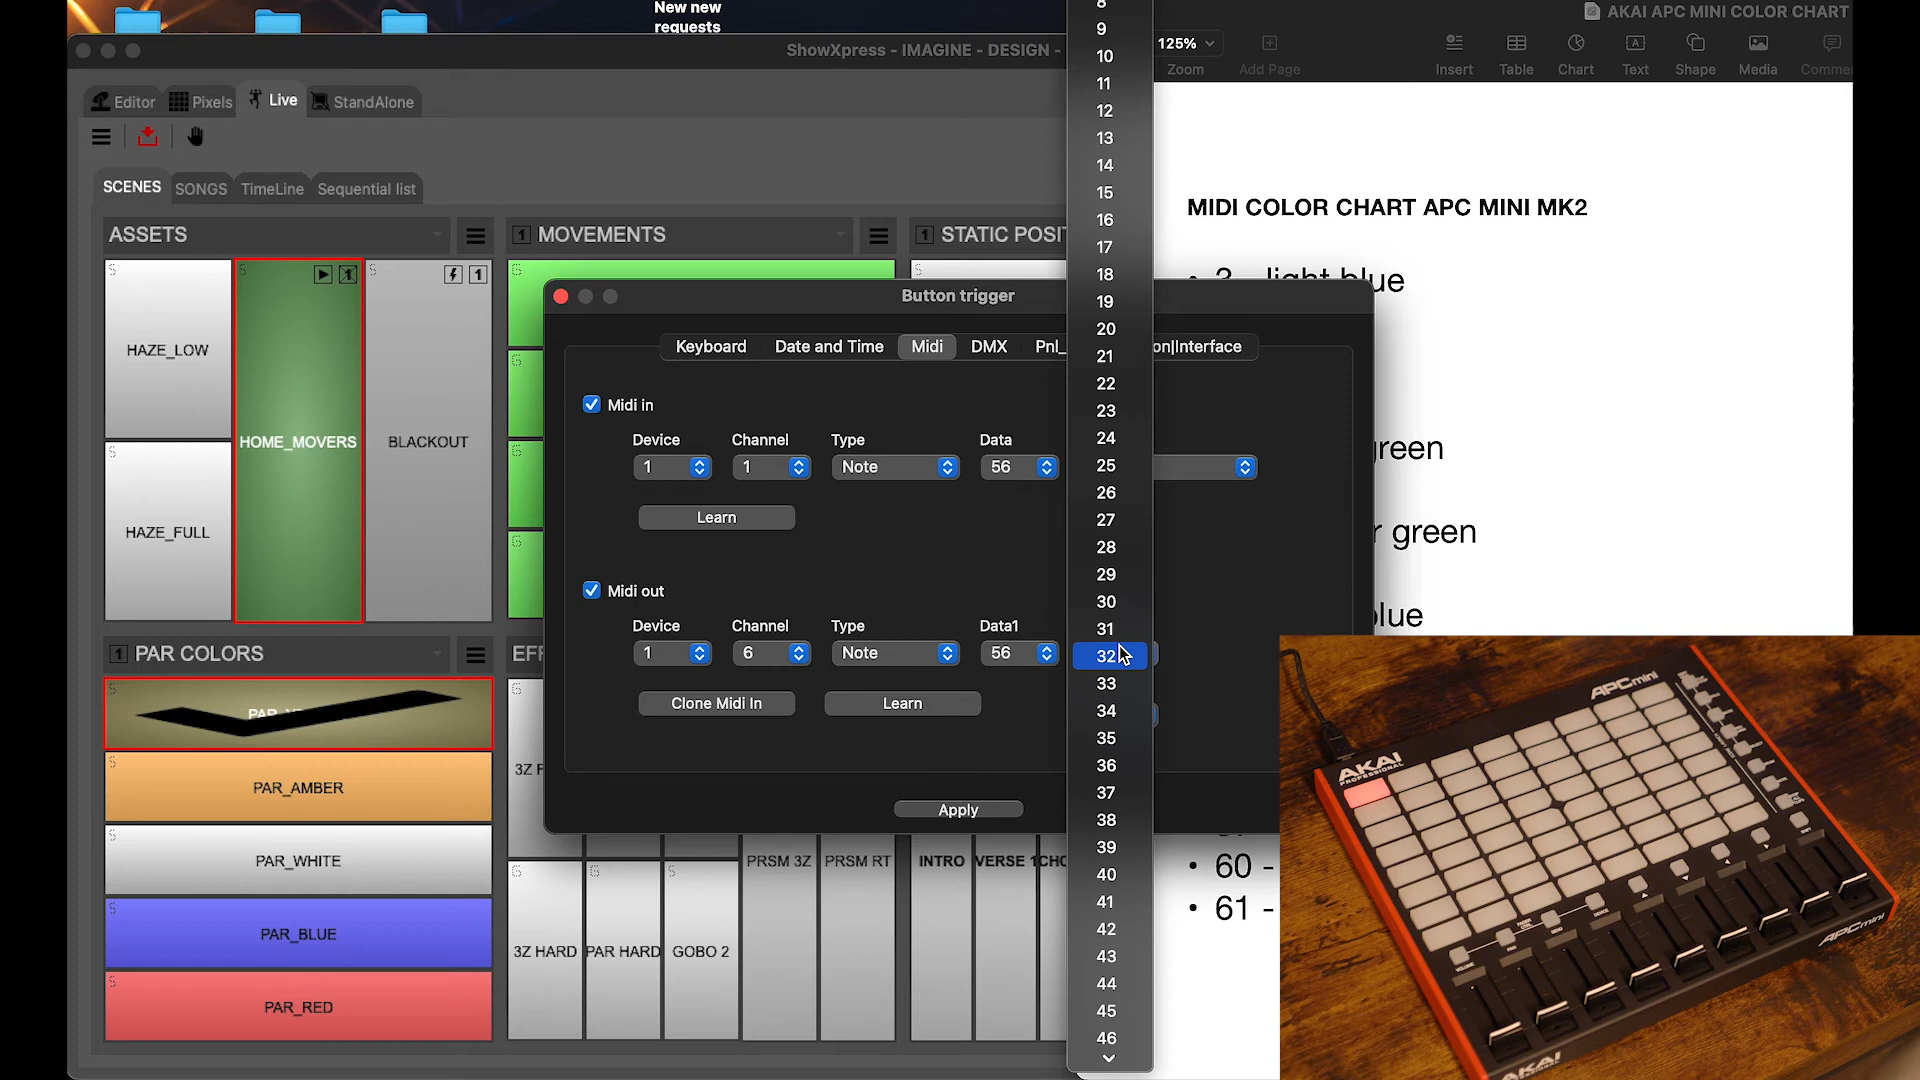 New new
requests
AKAI APC MINI COLOR CHART
ShowXpress - IMAGINE - DESIGN -
125%
Zoom
Add Page
Insert
Table
Chart
Text
Shape
Media
Editor
Pixels
Live
StandAlone
SCENES
SONGS
TimeLine
Sequential list
ASSETS
1 MOVEMENTS
1 STATIC
HAZE_LOW
HOME_MOVERS
BLACKOUT
HAZE_FULL
1 PAR COLORS
PAR_AMBER
PAR_WHITE
PAR_BLUE
PAR_RED
PRSM 3Z
PRSM RT
INTRO
VERSE
3Z HARD
PAR HARD
GOBO 2
Button trigger
Keyboard
Date and Time
Midi
DMX
Midi in
Device
Channel
Type
Data
1
1
Note
56
Learn
Midi out
Device
Channel
Type
Data1
1
6
Note
56
Clone Midi In
Learn
Apply
8
9
10
11
12
13
14
15
16
17
18
19
20
21
22
23
24
25
26
27
28
29
30
31
32
33
34
35
36
37
38
39
40
41
42
43
44
45
46
MIDI COLOR CHART APC MINI MK2
green
• 60 -
• 61 -
AKAI
PROFESSIONAL
APCmini
APCmini
AKAI